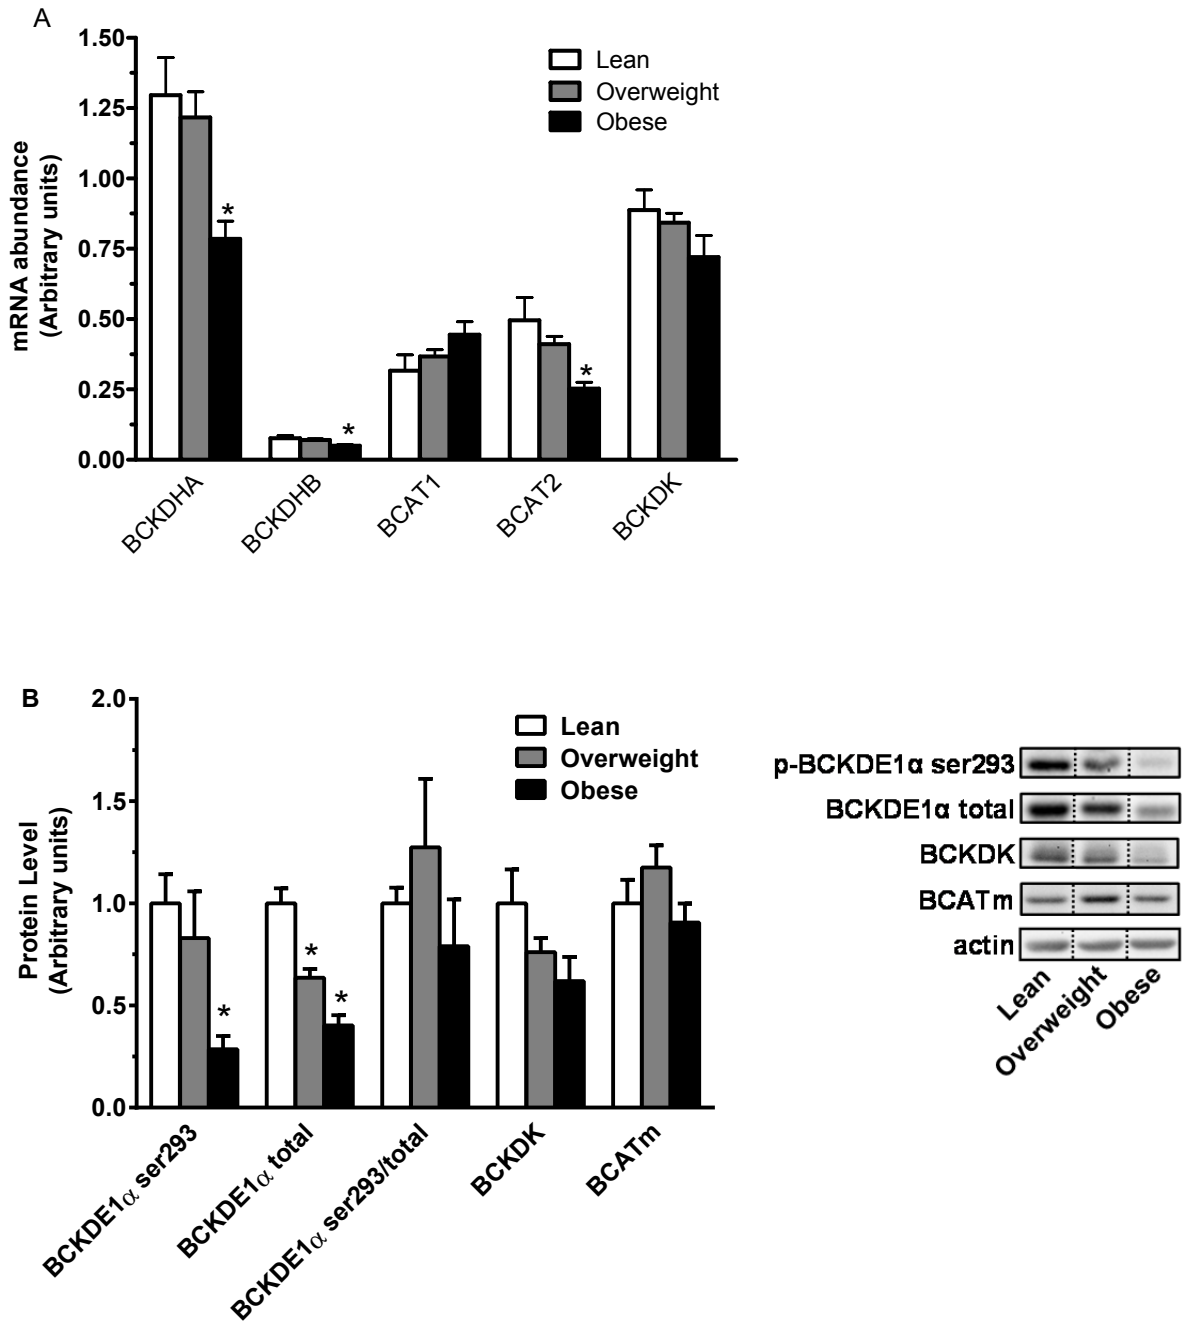 A
1.50
1.25
1.00
0.75
0.50
0.25
0.00
mRNA abundance
(Arbitrary units)
Lean
Overweight
Obese
*
*
*
BCKDHA
BCKDHB
BCAT1
BCAT2
BCKDK
B
2.0
1.5
1.0
0.5
0.0
Protein Level
(Arbitrary units)
Lean
Overweight
Obese
*
*
*
BCKDE1α ser293
BCKDE1α total
BCKDE1α ser293/total
BCKDK
BCATm
p-BCKDE1α ser293
BCKDE1α total
BCKDK
BCATm
actin
Lean
Overweight
Obese